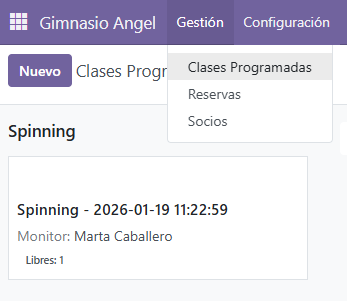 Gimnasio Angel Gestión Configuración
Nuevo Clases Progr
Clases Programadas
Reservas
Socios
Spinning
Spinning - 2026-01-19 11:22:59
Monitor: Marta Caballero
Libres: 1